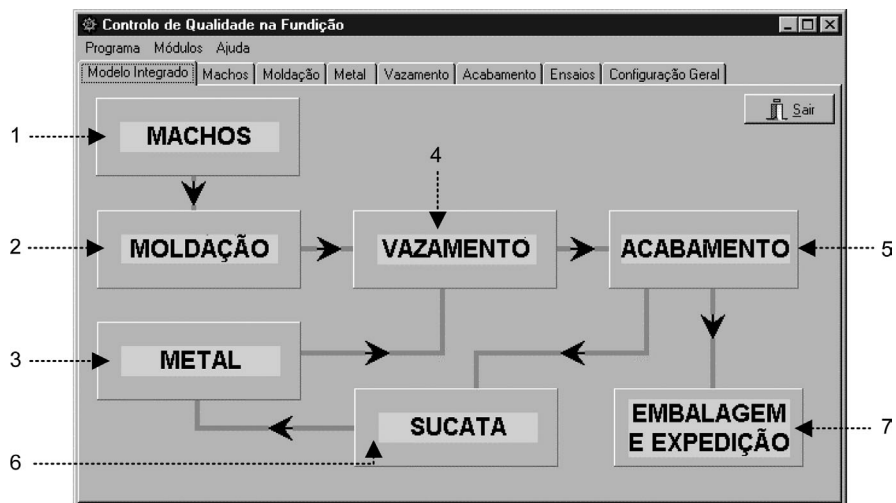 Controlo de Qualidade na Fundição
Programa Módulos Ajuda
Modelo Integrado Machos Moldação Metal Vazamento Acabamento Ensaios Configuração Geral
Sair
1
MACHOS
4
2
MOLDAÇÃO
VAZAMENTO
ACABAMENTO
5
3
METAL
SUCATA
EMBALAGEM
E EXPEDIÇÃO
7
6